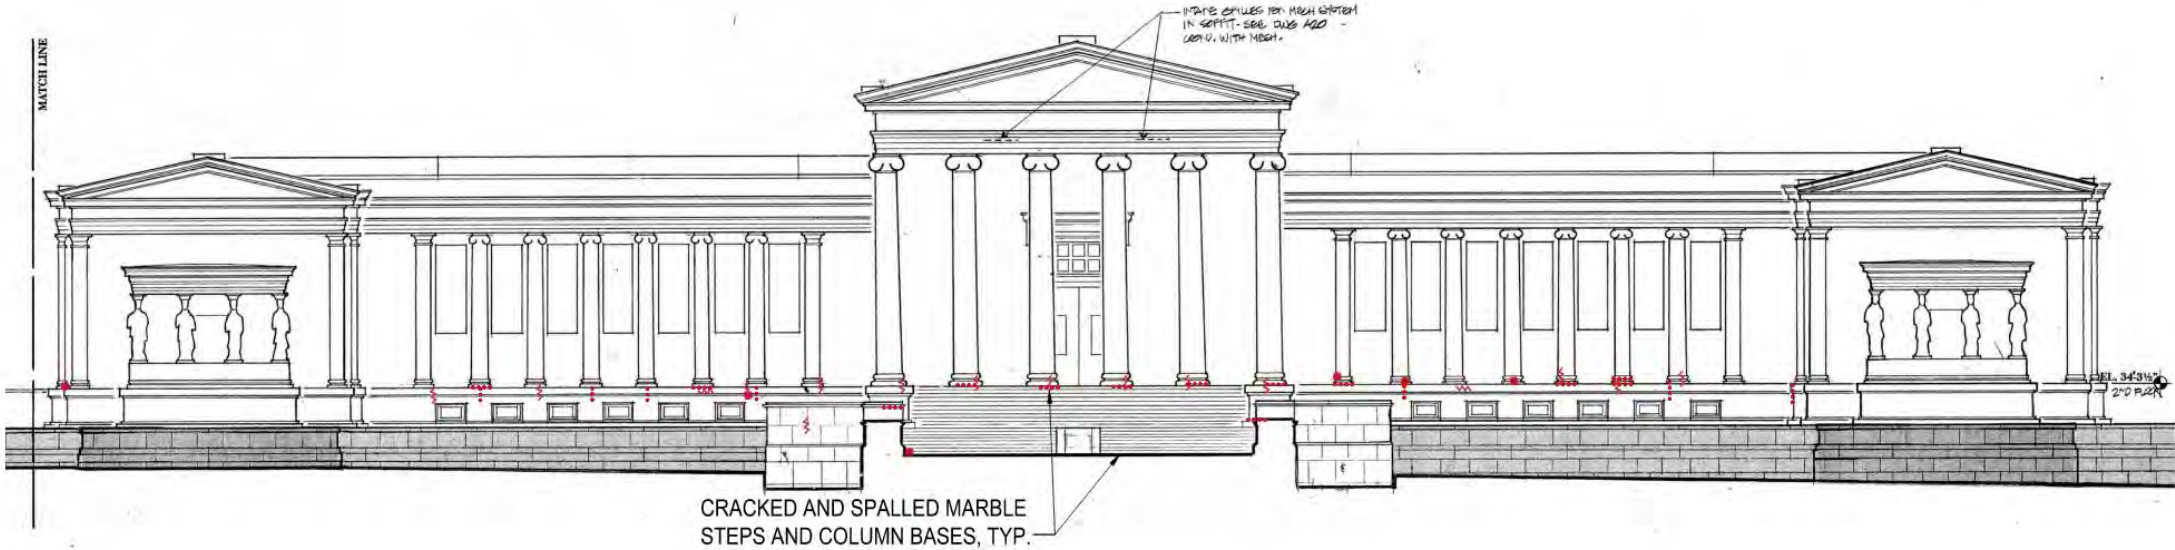 INTAKE GRILLES FOR MECH SYSTEM
IN SOFFIT - SEE DWG A20 -
COORD. WITH MECH.
MATCH LINE
EL. 34'-3½"
2ND FLOOR
CRACKED AND SPALLED MARBLE
STEPS AND COLUMN BASES, TYP.